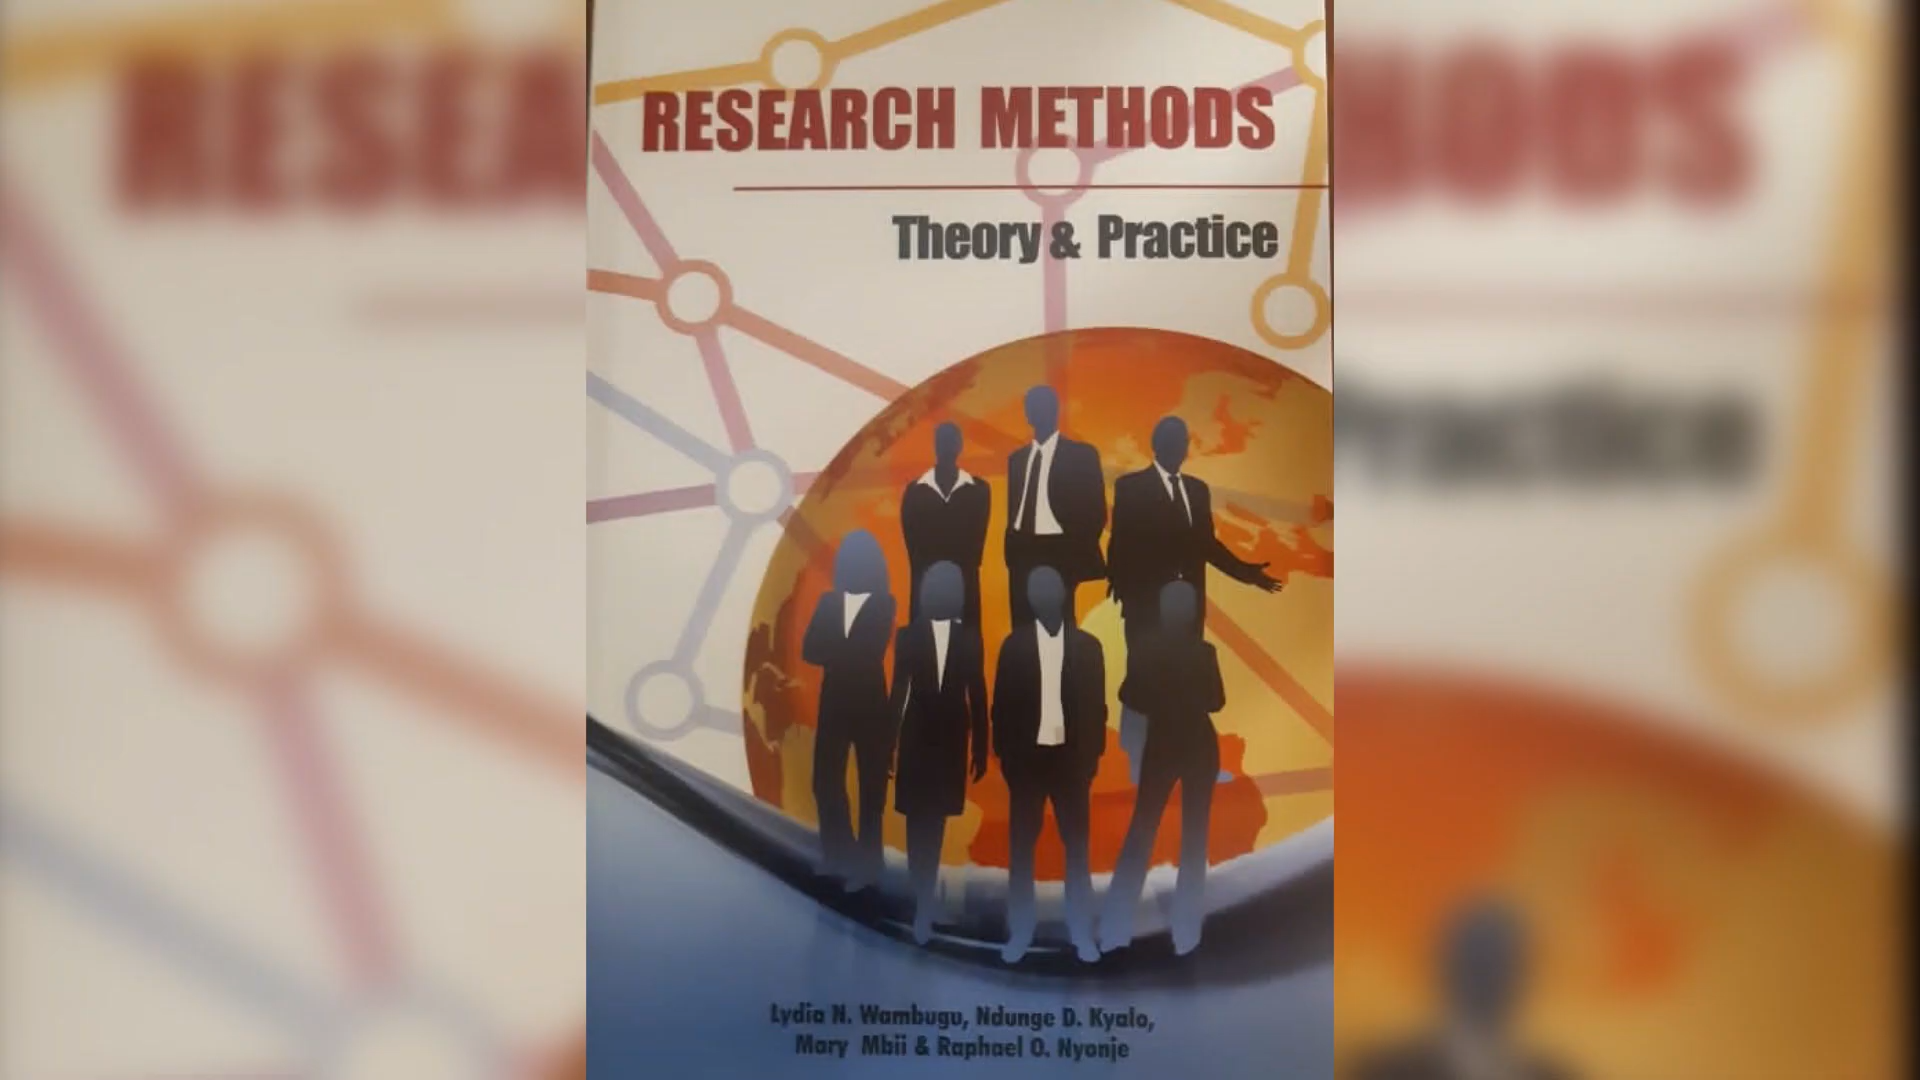 RESEARCH METHODS
Theory & Practice
Lydia N. Wambugu, Ndunge D. Kyalo,
Mary Mbii & Raphael O. Nyonje